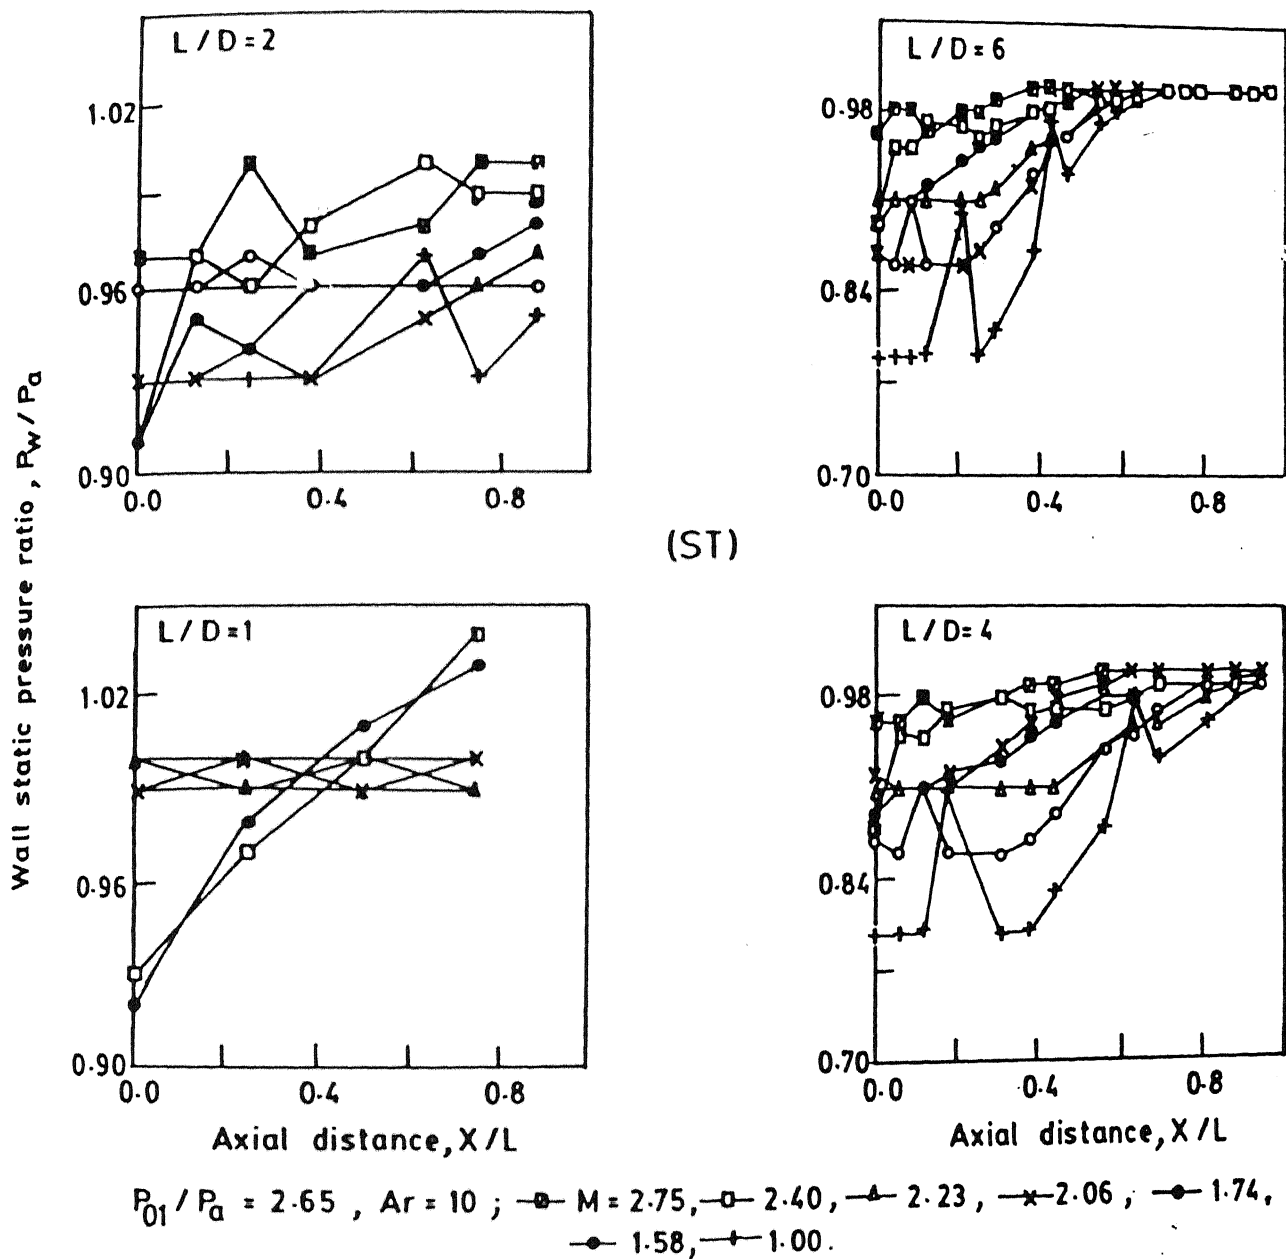 L/D=2
1.02
0.96
0.90
0.0 0.4 0.8
L/D=6
0.98
0.84
0.70
0.0 0.4 0.8
(ST)
Wall static pressure ratio, Pw/Pa
L/D=1
1.02
0.96
0.90
0.0 0.4 0.8
Axial distance, X/L
L/D=4
0.98
0.84
0.70
0.0 0.4 0.8
Axial distance, X/L
P01/Pa = 2.65, Ar = 10; M = 2.75, 2.40, 2.23, 2.06, 1.74,
1.58, 1.00.